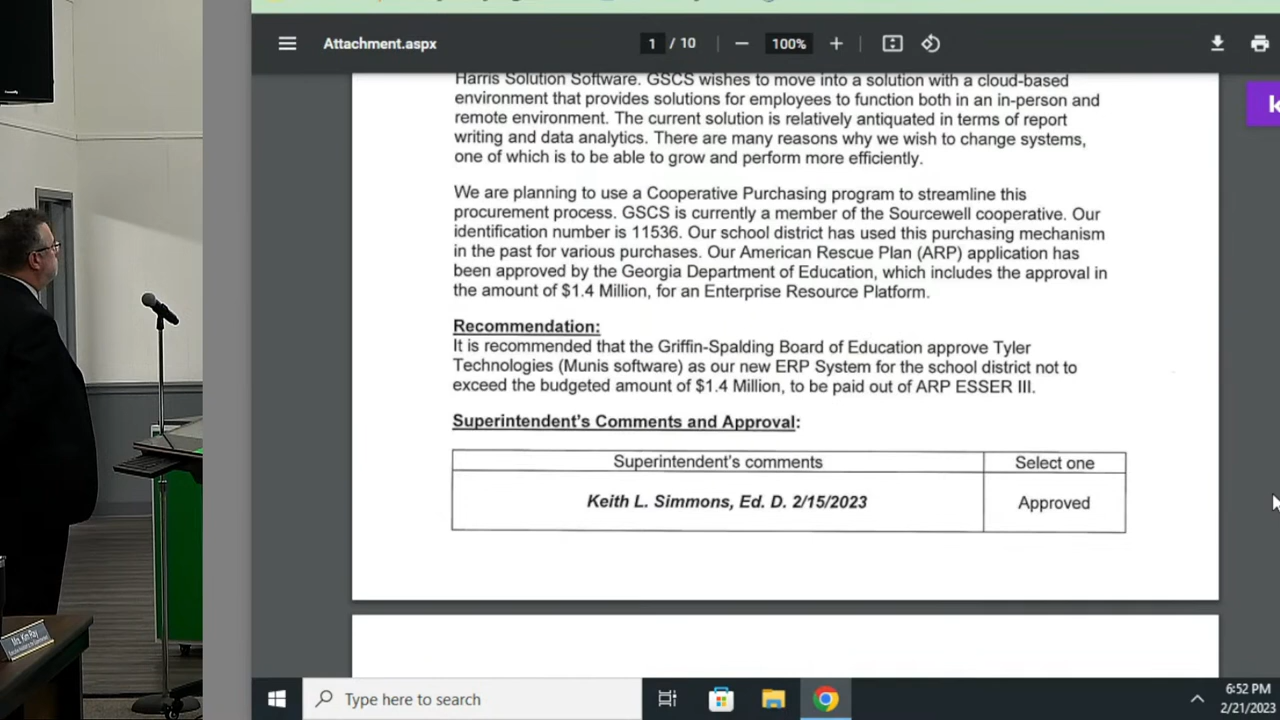 Attachment.aspx
1 / 10
100%
Harris Solution Software. GSCS wishes to move into a solution with a cloud-based
environment that provides solutions for employees to function both in an in-person and
remote environment. The current solution is relatively antiquated in terms of report
writing and data analytics. There are many reasons why we wish to change systems,
one of which is to be able to grow and perform more efficiently.
We are planning to use a Cooperative Purchasing program to streamline this
procurement process. GSCS is currently a member of the Sourcewell cooperative. Our
identification number is 11536. Our school district has used this purchasing mechanism
in the past for various purchases. Our American Rescue Plan (ARP) application has
been approved by the Georgia Department of Education, which includes the approval in
the amount of $1.4 Million, for an Enterprise Resource Platform.
Recommendation:
It is recommended that the Griffin-Spalding Board of Education approve Tyler
Technologies (Munis software) as our new ERP System for the school district not to
exceed the budgeted amount of $1.4 Million, to be paid out of ARP ESSER III.
Superintendent's Comments and Approval:
Superintendent's comments Select one
Keith L. Simmons, Ed. D. 2/15/2023 Approved
Mrs. Kim Ray
Type here to search
6:52 PM
2/21/2023